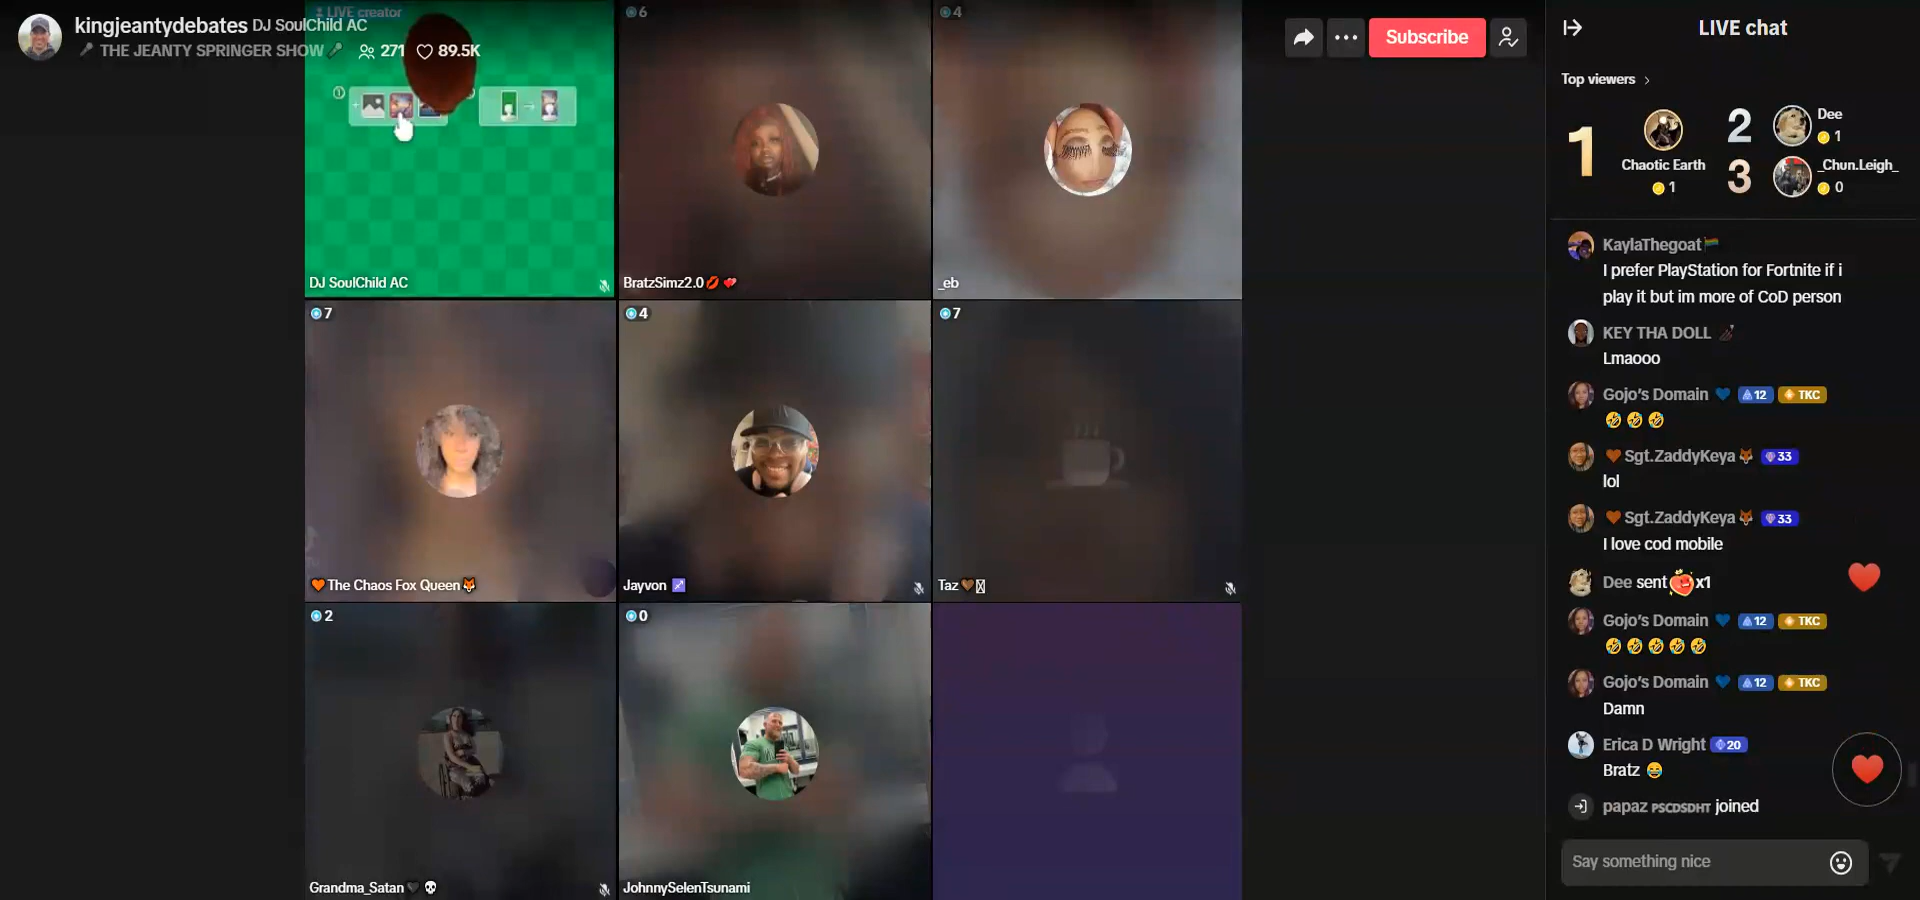 kingjeantydebates DJ SoulChild AC
🎤 THE JEANTY SPRINGER SHOW 🎤 271 89.5K
LIVE creator
6
4
Subscribe
DJ SoulChild AC
BratzSimz2.0💋
_eb
7
4
7
🧡The Chaos Fox Queen🦊
Jayvon ♐
Taz🤎
2
0
Grandma_Satan🖤💀
JohnnySelenTsunami
LIVE chat
Top viewers
1
Chaotic Earth
1
2
Dee
1
3
_Chun.Leigh_
0
KaylaThegoat🏳️‍🌈
I prefer PlayStation for Fortnite if i
play it but im more of CoD person
KEY THA DOLL 💅🏿
Lmaooo
Gojo's Domain 💙 12 TKC
🤣🤣🤣
🧡Sgt.ZaddyKeya🦊 33
lol
🧡Sgt.ZaddyKeya🦊 33
I love cod mobile
Dee sent x1
Gojo's Domain 💙 12 TKC
🤣🤣🤣🤣🤣
Gojo's Domain 💙 12 TKC
Damn
Erica D Wright 20
Bratz 😂
papaz ᴘꜱᴄᴅꜱᴅʜᴛ joined
Say something nice